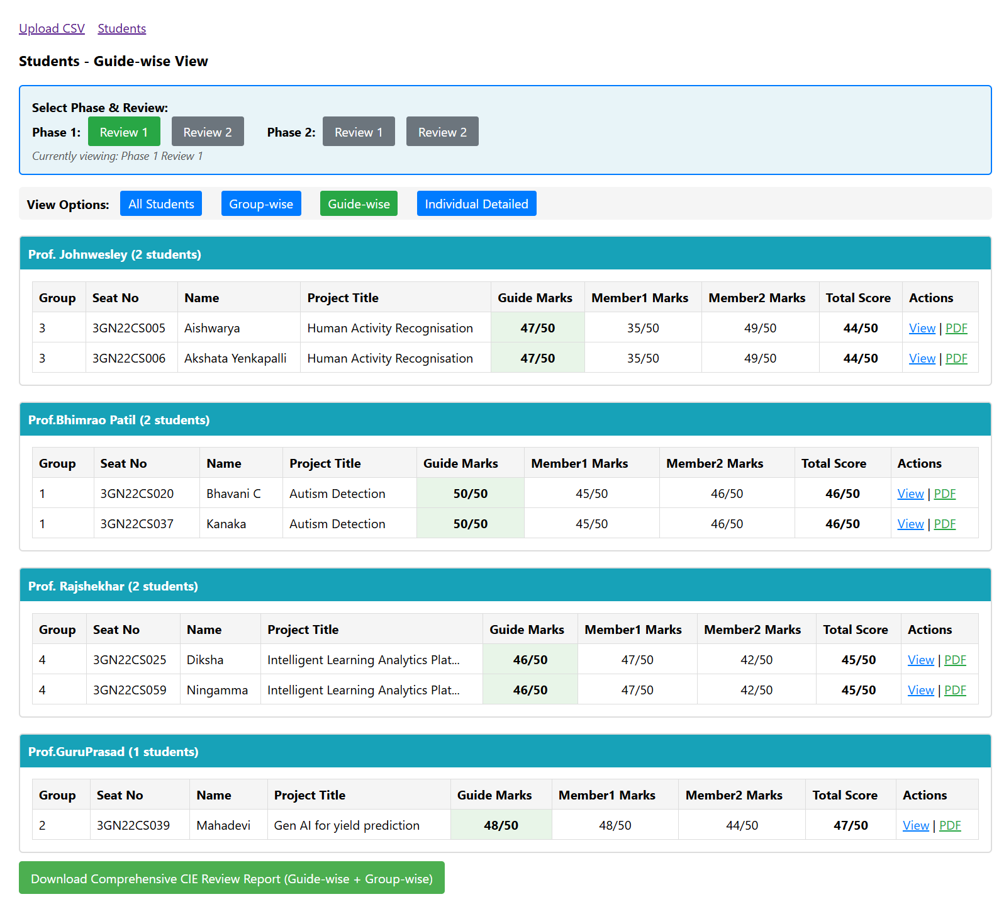 Upload CSV Students
Students - Guide-wise View
Select Phase & Review:
Phase 1: Review 1 Review 2 Phase 2: Review 1 Review 2
Currently viewing: Phase 1 Review 1
View Options: All Students Group-wise Guide-wise Individual Detailed
Prof. Johnwesley (2 students)
Group Seat No Name Project Title Guide Marks Member1 Marks Member2 Marks Total Score Actions
3 3GN22CS005 Aishwarya Human Activity Recognisation 47/50 35/50 49/50 44/50 View | PDF
3 3GN22CS006 Akshata Yenkapalli Human Activity Recognisation 47/50 35/50 49/50 44/50 View | PDF
Prof.Bhimrao Patil (2 students)
Group Seat No Name Project Title Guide Marks Member1 Marks Member2 Marks Total Score Actions
1 3GN22CS020 Bhavani C Autism Detection 50/50 45/50 46/50 46/50 View | PDF
1 3GN22CS037 Kanaka Autism Detection 50/50 45/50 46/50 46/50 View | PDF
Prof. Rajshekhar (2 students)
Group Seat No Name Project Title Guide Marks Member1 Marks Member2 Marks Total Score Actions
4 3GN22CS025 Diksha Intelligent Learning Analytics Plat... 46/50 47/50 42/50 45/50 View | PDF
4 3GN22CS059 Ningamma Intelligent Learning Analytics Plat... 46/50 47/50 42/50 45/50 View | PDF
Prof.GuruPrasad (1 students)
Group Seat No Name Project Title Guide Marks Member1 Marks Member2 Marks Total Score Actions
2 3GN22CS039 Mahadevi Gen AI for yield prediction 48/50 48/50 44/50 47/50 View | PDF
Download Comprehensive CIE Review Report (Guide-wise + Group-wise)